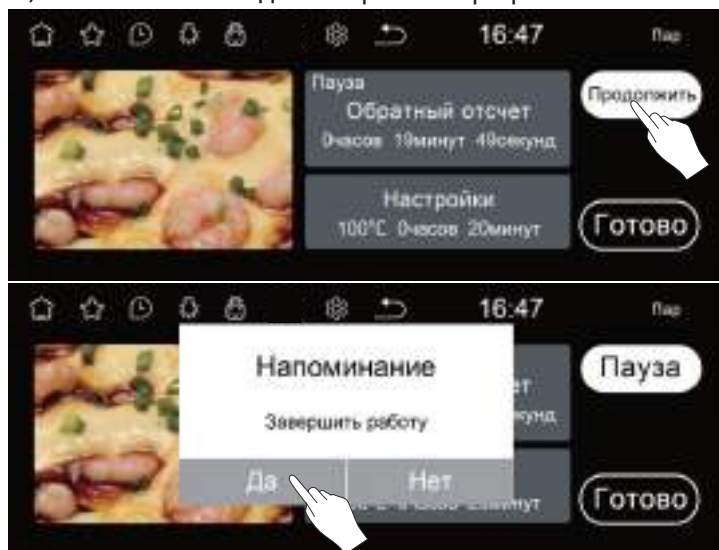 16:47 Пар
Пауза
Обратный отсчет
0часов 19минут 49секунд
Продолжить
Настройки
100°C 0часов 20минут
Готово
16:47 Пар
Напоминание
Завершить работу
Да Нет
Пауза
Готово